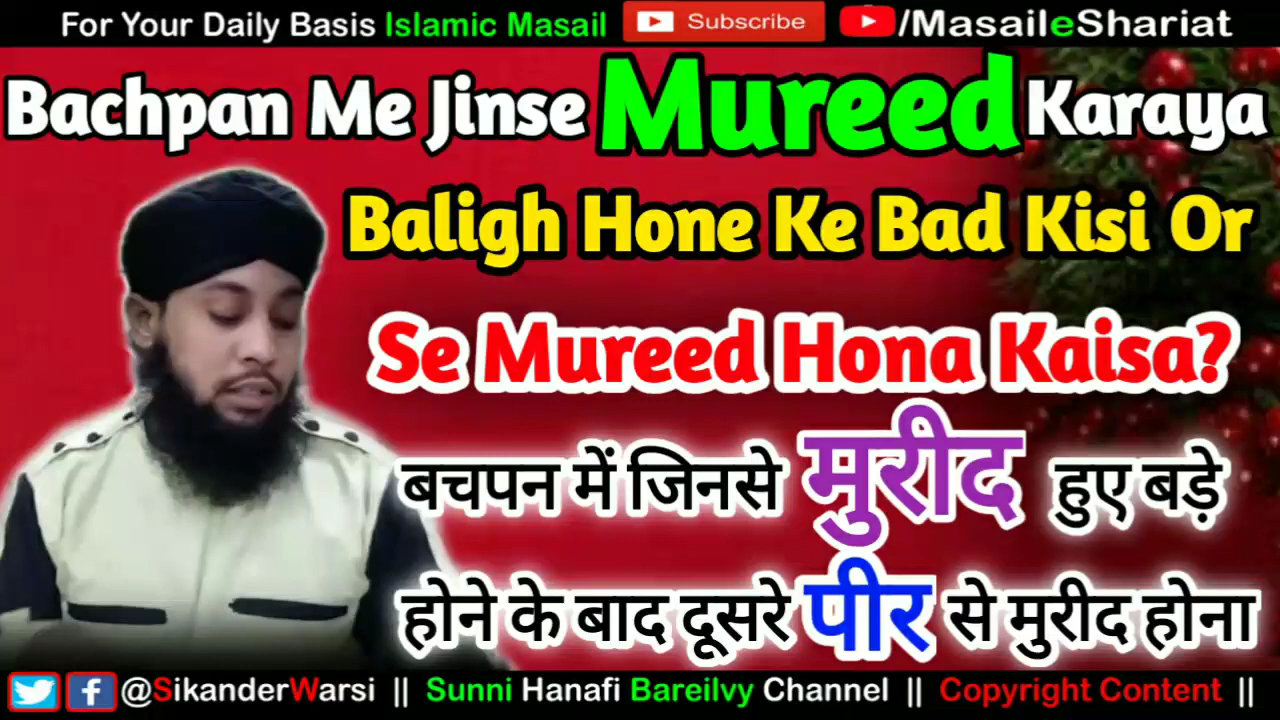 For Your Daily Basis Islamic Masail Subscribe /MasaileShariat
Bachpan Me Jinse Mureed Karaya
Baligh Hone Ke Bad Kisi Or
Se Mureed Hona Kaisa?
बचपन में जिनसे मुरीद हुए बड़े
होने के बाद दूसरे पीर से मुरीद होना
@SikanderWarsi || Sunni Hanafi Bareilvy Channel || Copyright Content ||